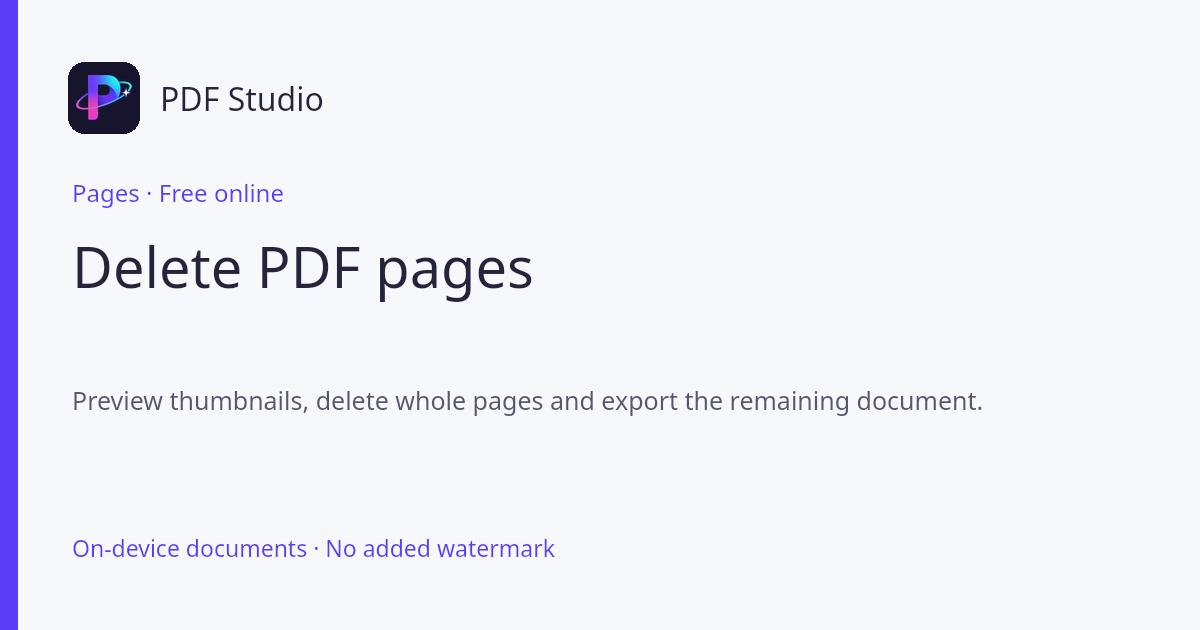 PDF Studio
Pages · Free online
Delete PDF pages
Preview thumbnails, delete whole pages and export the remaining document.
On-device documents · No added watermark